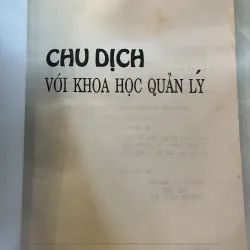 CHU DỊCH
VỚI KHOA HỌC QUẢN LÝ